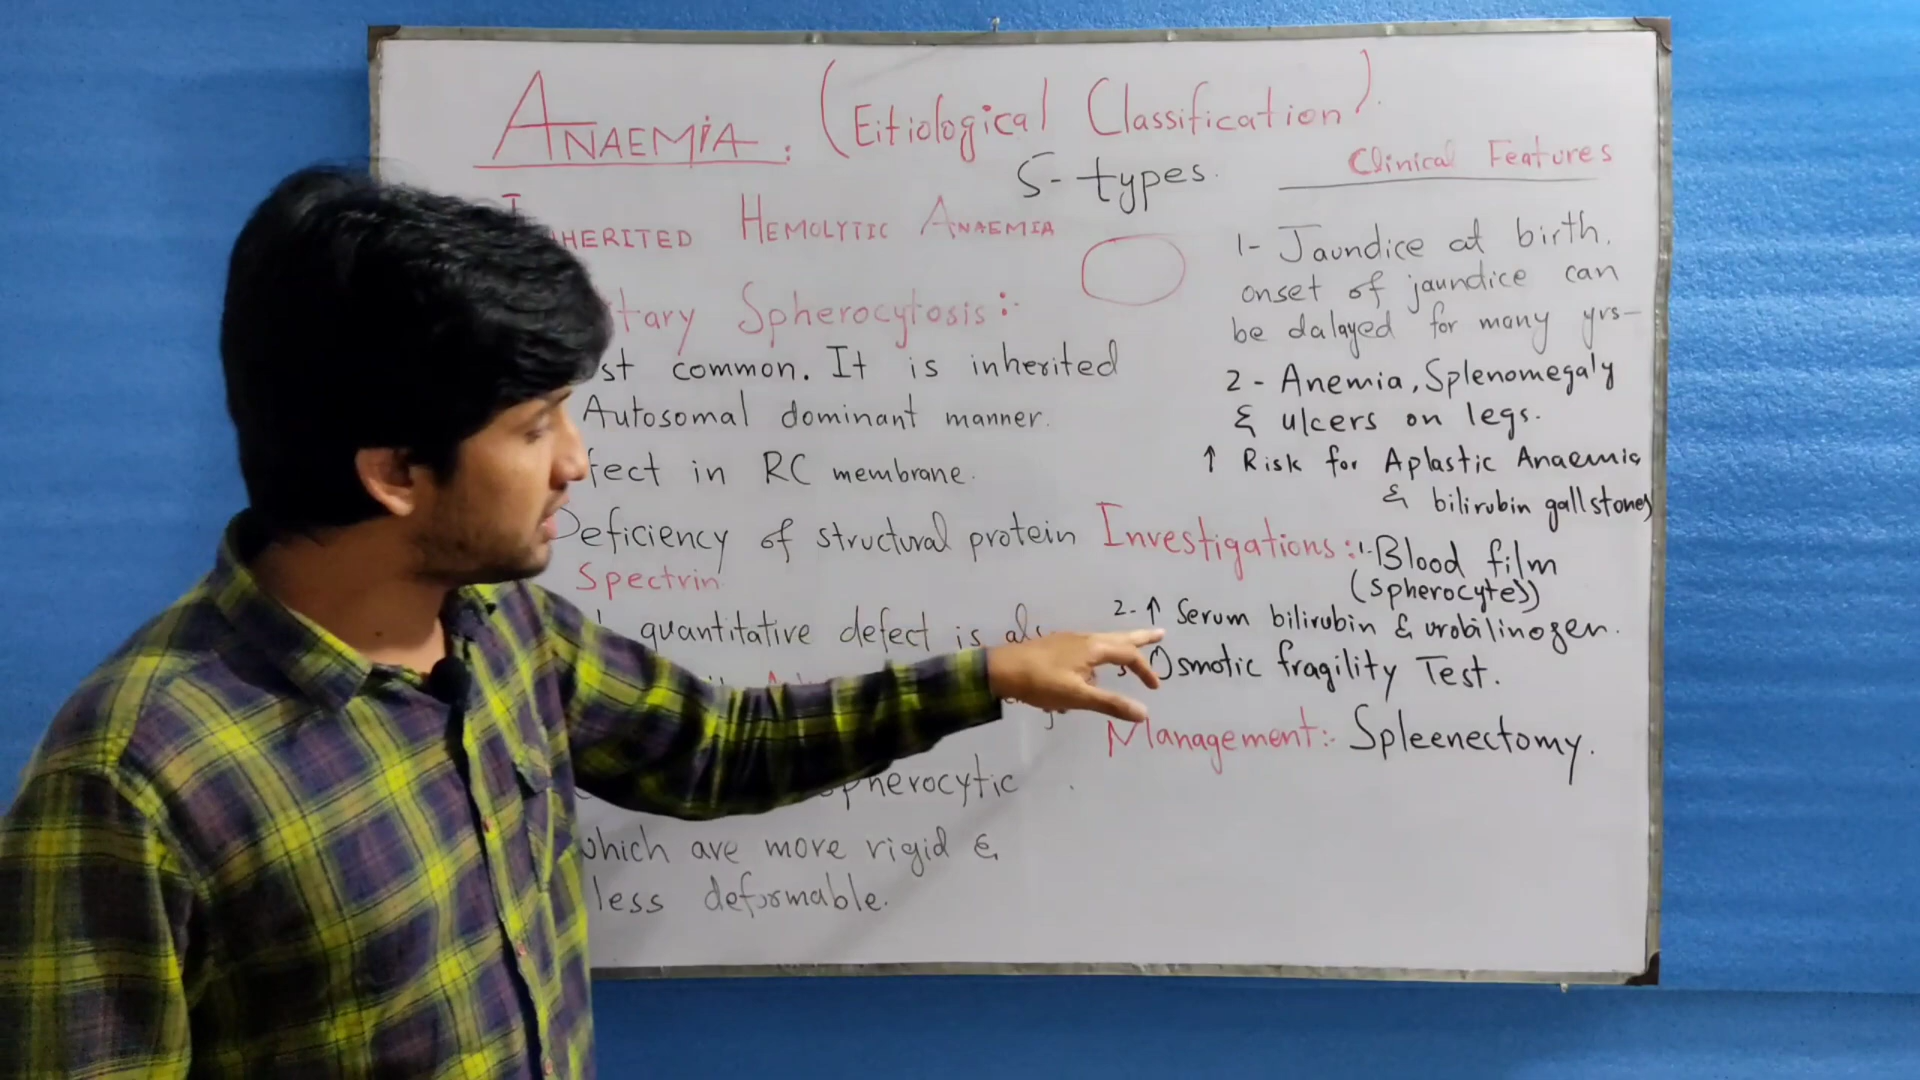 ANAEMIA: (Eitiological Classification).
5- types.
HERITED HEMOLYTIC ANAEMIA
tary Spherocytosis:-
st common. It is inherited
Autosomal dominant manner.
fect in RC membrane.
Deficiency of structural protein
Spectrin
quantitative defect is als
pherocytic
which are more rigid &
less deformable.
Clinical Features
1- Jaundice at birth.
onset of jaundice can
be dalayed for many yrs-
2- Anemia, Splenomegaly
& ulcers on legs.
↑ Risk for Aplastic Anaemia
& bilirubin gallstones
Investigations: 1- Blood film
(spherocytes))
2- ↑ Serum bilirubin & urobilinogen.
3- Osmotic fragility Test.
Management:- Spleenectomy.